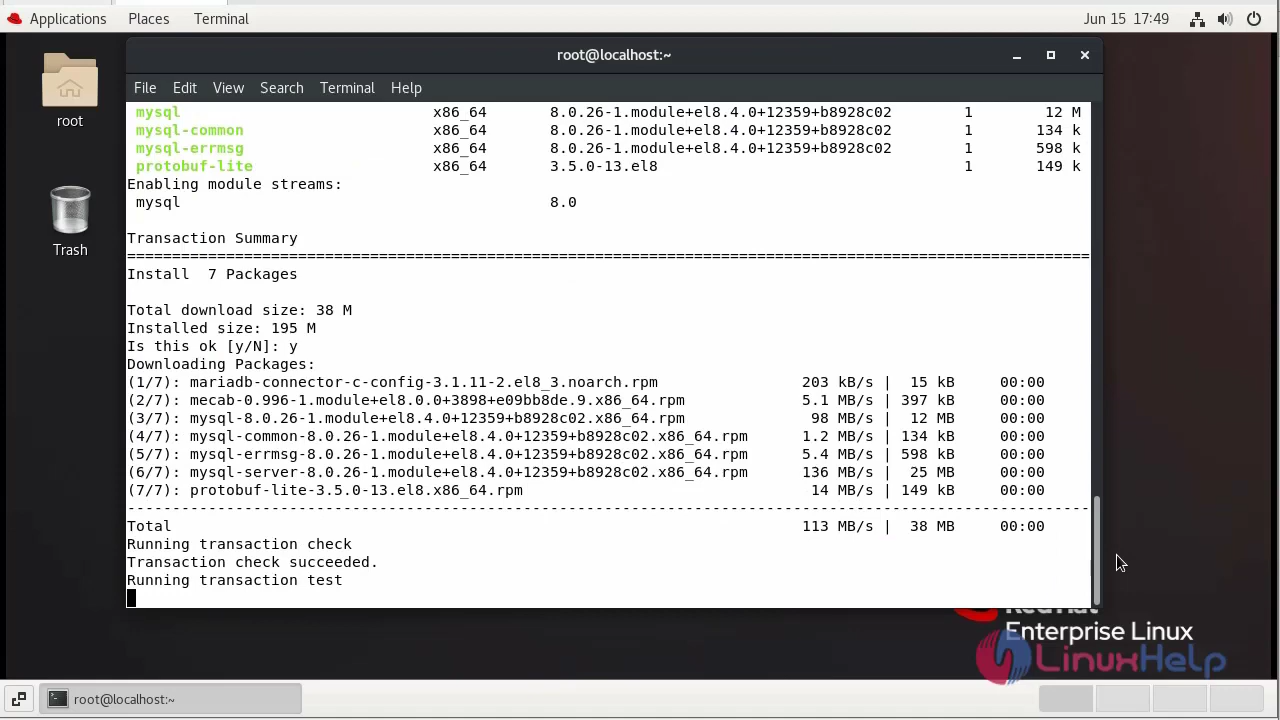 Applications Places Terminal Jun 15 17:49
root@localhost:~
File Edit View Search Terminal Help
root
Trash
mysql x86_64 8.0.26-1.module+el8.4.0+12359+b8928c02 1 12 M
mysql-common x86_64 8.0.26-1.module+el8.4.0+12359+b8928c02 1 134 k
mysql-errmsg x86_64 8.0.26-1.module+el8.4.0+12359+b8928c02 1 598 k
protobuf-lite x86_64 3.5.0-13.el8 1 149 k
Enabling module streams:
mysql 8.0
Transaction Summary
================================================================================
Install 7 Packages
Total download size: 38 M
Installed size: 195 M
Is this ok [y/N]: y
Downloading Packages:
(1/7): mariadb-connector-c-config-3.1.11-2.el8_3.noarch.rpm 203 kB/s | 15 kB 00:00
(2/7): mecab-0.996-1.module+el8.0.0+3898+e09bb8de.9.x86_64.rpm 5.1 MB/s | 397 kB 00:00
(3/7): mysql-8.0.26-1.module+el8.4.0+12359+b8928c02.x86_64.rpm 98 MB/s | 12 MB 00:00
(4/7): mysql-common-8.0.26-1.module+el8.4.0+12359+b8928c02.x86_64.rpm 1.2 MB/s | 134 kB 00:00
(5/7): mysql-errmsg-8.0.26-1.module+el8.4.0+12359+b8928c02.x86_64.rpm 5.4 MB/s | 598 kB 00:00
(6/7): mysql-server-8.0.26-1.module+el8.4.0+12359+b8928c02.x86_64.rpm 136 MB/s | 25 MB 00:00
(7/7): protobuf-lite-3.5.0-13.el8.x86_64.rpm 14 MB/s | 149 kB 00:00
--------------------------------------------------------------------------------
Total 113 MB/s | 38 MB 00:00
Running transaction check
Transaction check succeeded.
Running transaction test
Red Hat
Enterprise Linux
LinuxHelp
root@localhost:~